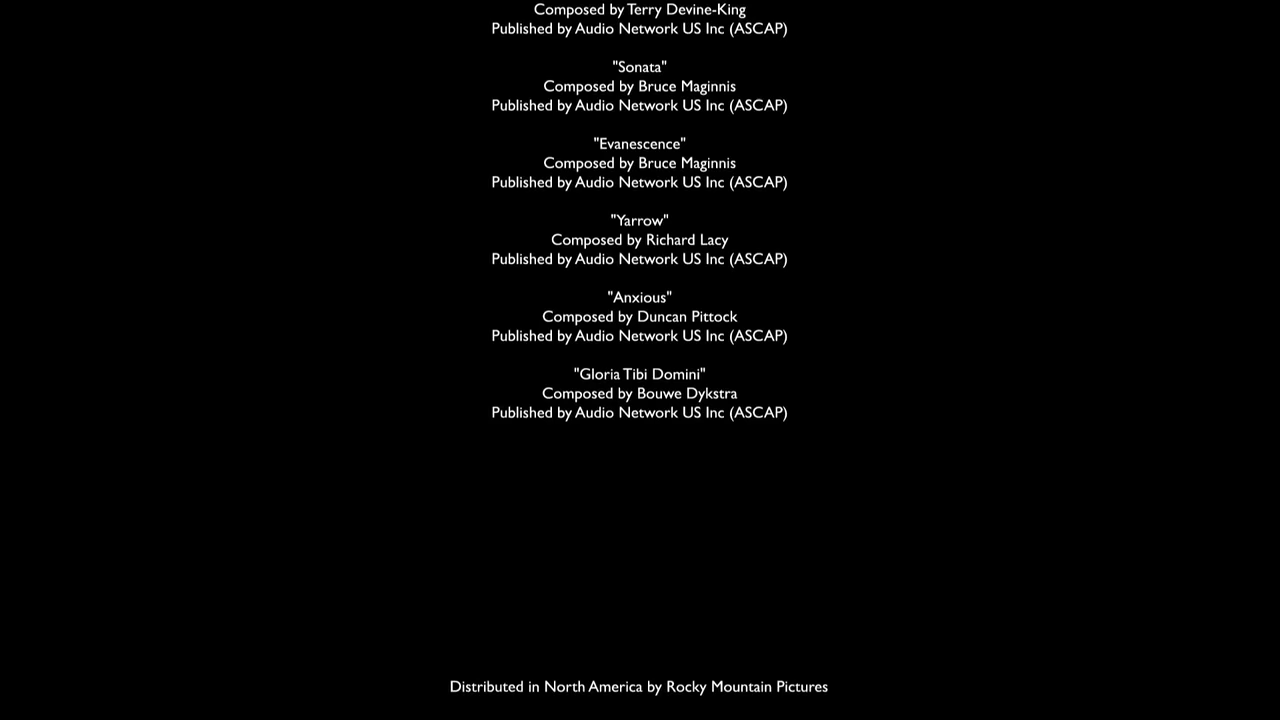 Composed by Terry Devine-King
Published by Audio Network US Inc (ASCAP)
"Sonata"
Composed by Bruce Maginnis
Published by Audio Network US Inc (ASCAP)
"Evanescence"
Composed by Bruce Maginnis
Published by Audio Network US Inc (ASCAP)
"Yarrow"
Composed by Richard Lacy
Published by Audio Network US Inc (ASCAP)
"Anxious"
Composed by Duncan Pittock
Published by Audio Network US Inc (ASCAP)
"Gloria Tibi Domini"
Composed by Bouwe Dykstra
Published by Audio Network US Inc (ASCAP)
Distributed in North America by Rocky Mountain Pictures